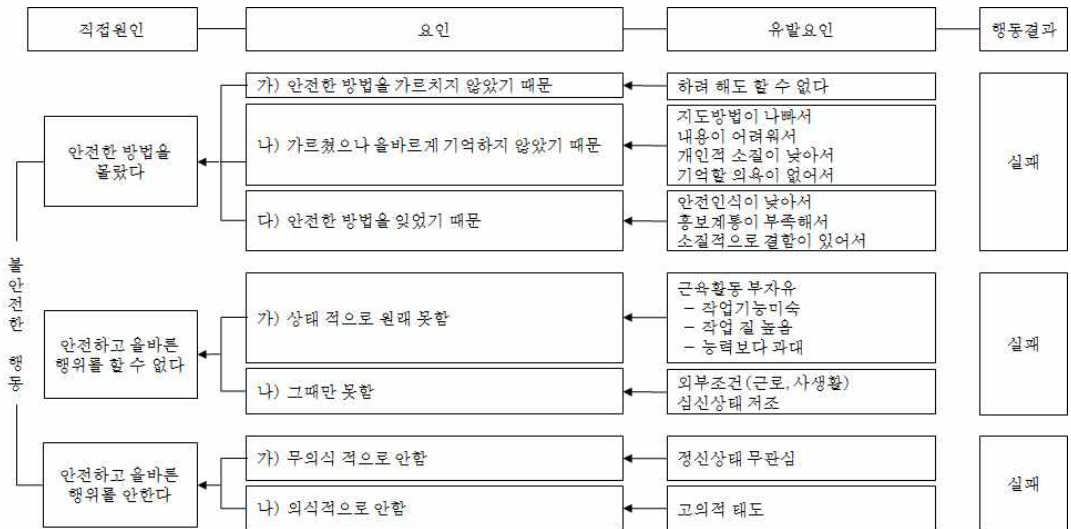 직접원인
요인
유발요인
행동결과
불안전한 행동
안전한 방법을
몰랐다
가) 안전한 방법을 가르치지 않았기 때문
하려 해도 할 수 없다
나) 가르쳤으나 올바르게 기억하지 않았기 때문
지도방법이 나빠서
내용이 어려워서
개인적 소질이 낮아서
기억할 의욕이 없어서
다) 안전한 방법을 잊었기 때문
안전인식이 낮아서
홍보계통이 부족해서
소질적으로 결함이 있어서
실패
안전하고 올바른
행위를 할 수 없다
가) 상태 적으로 원래 못함
근육활동 부자유
- 작업기능미숙
- 작업 질 높음
- 능력보다 과대
나) 그때만 못함
외부조건(근로, 사생활)
심신상태 저조
실패
안전하고 올바른
행위를 안한다
가) 무의식 적으로 안함
정신상태 무관심
나) 의식적으로 안함
고의적 태도
실패